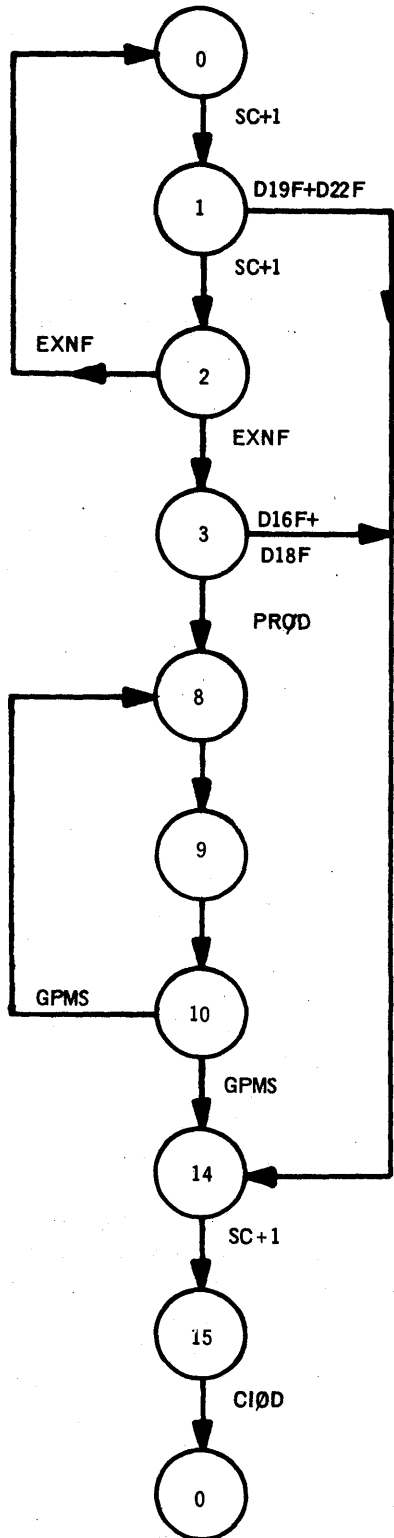 0
SC+1
1
D19F+D22F
SC+1
EXNF
2
EXNF
3
D16F+
D18F
PRØD
8
9
GPMS
10
GPMS
14
SC+1
15
CIØD
0